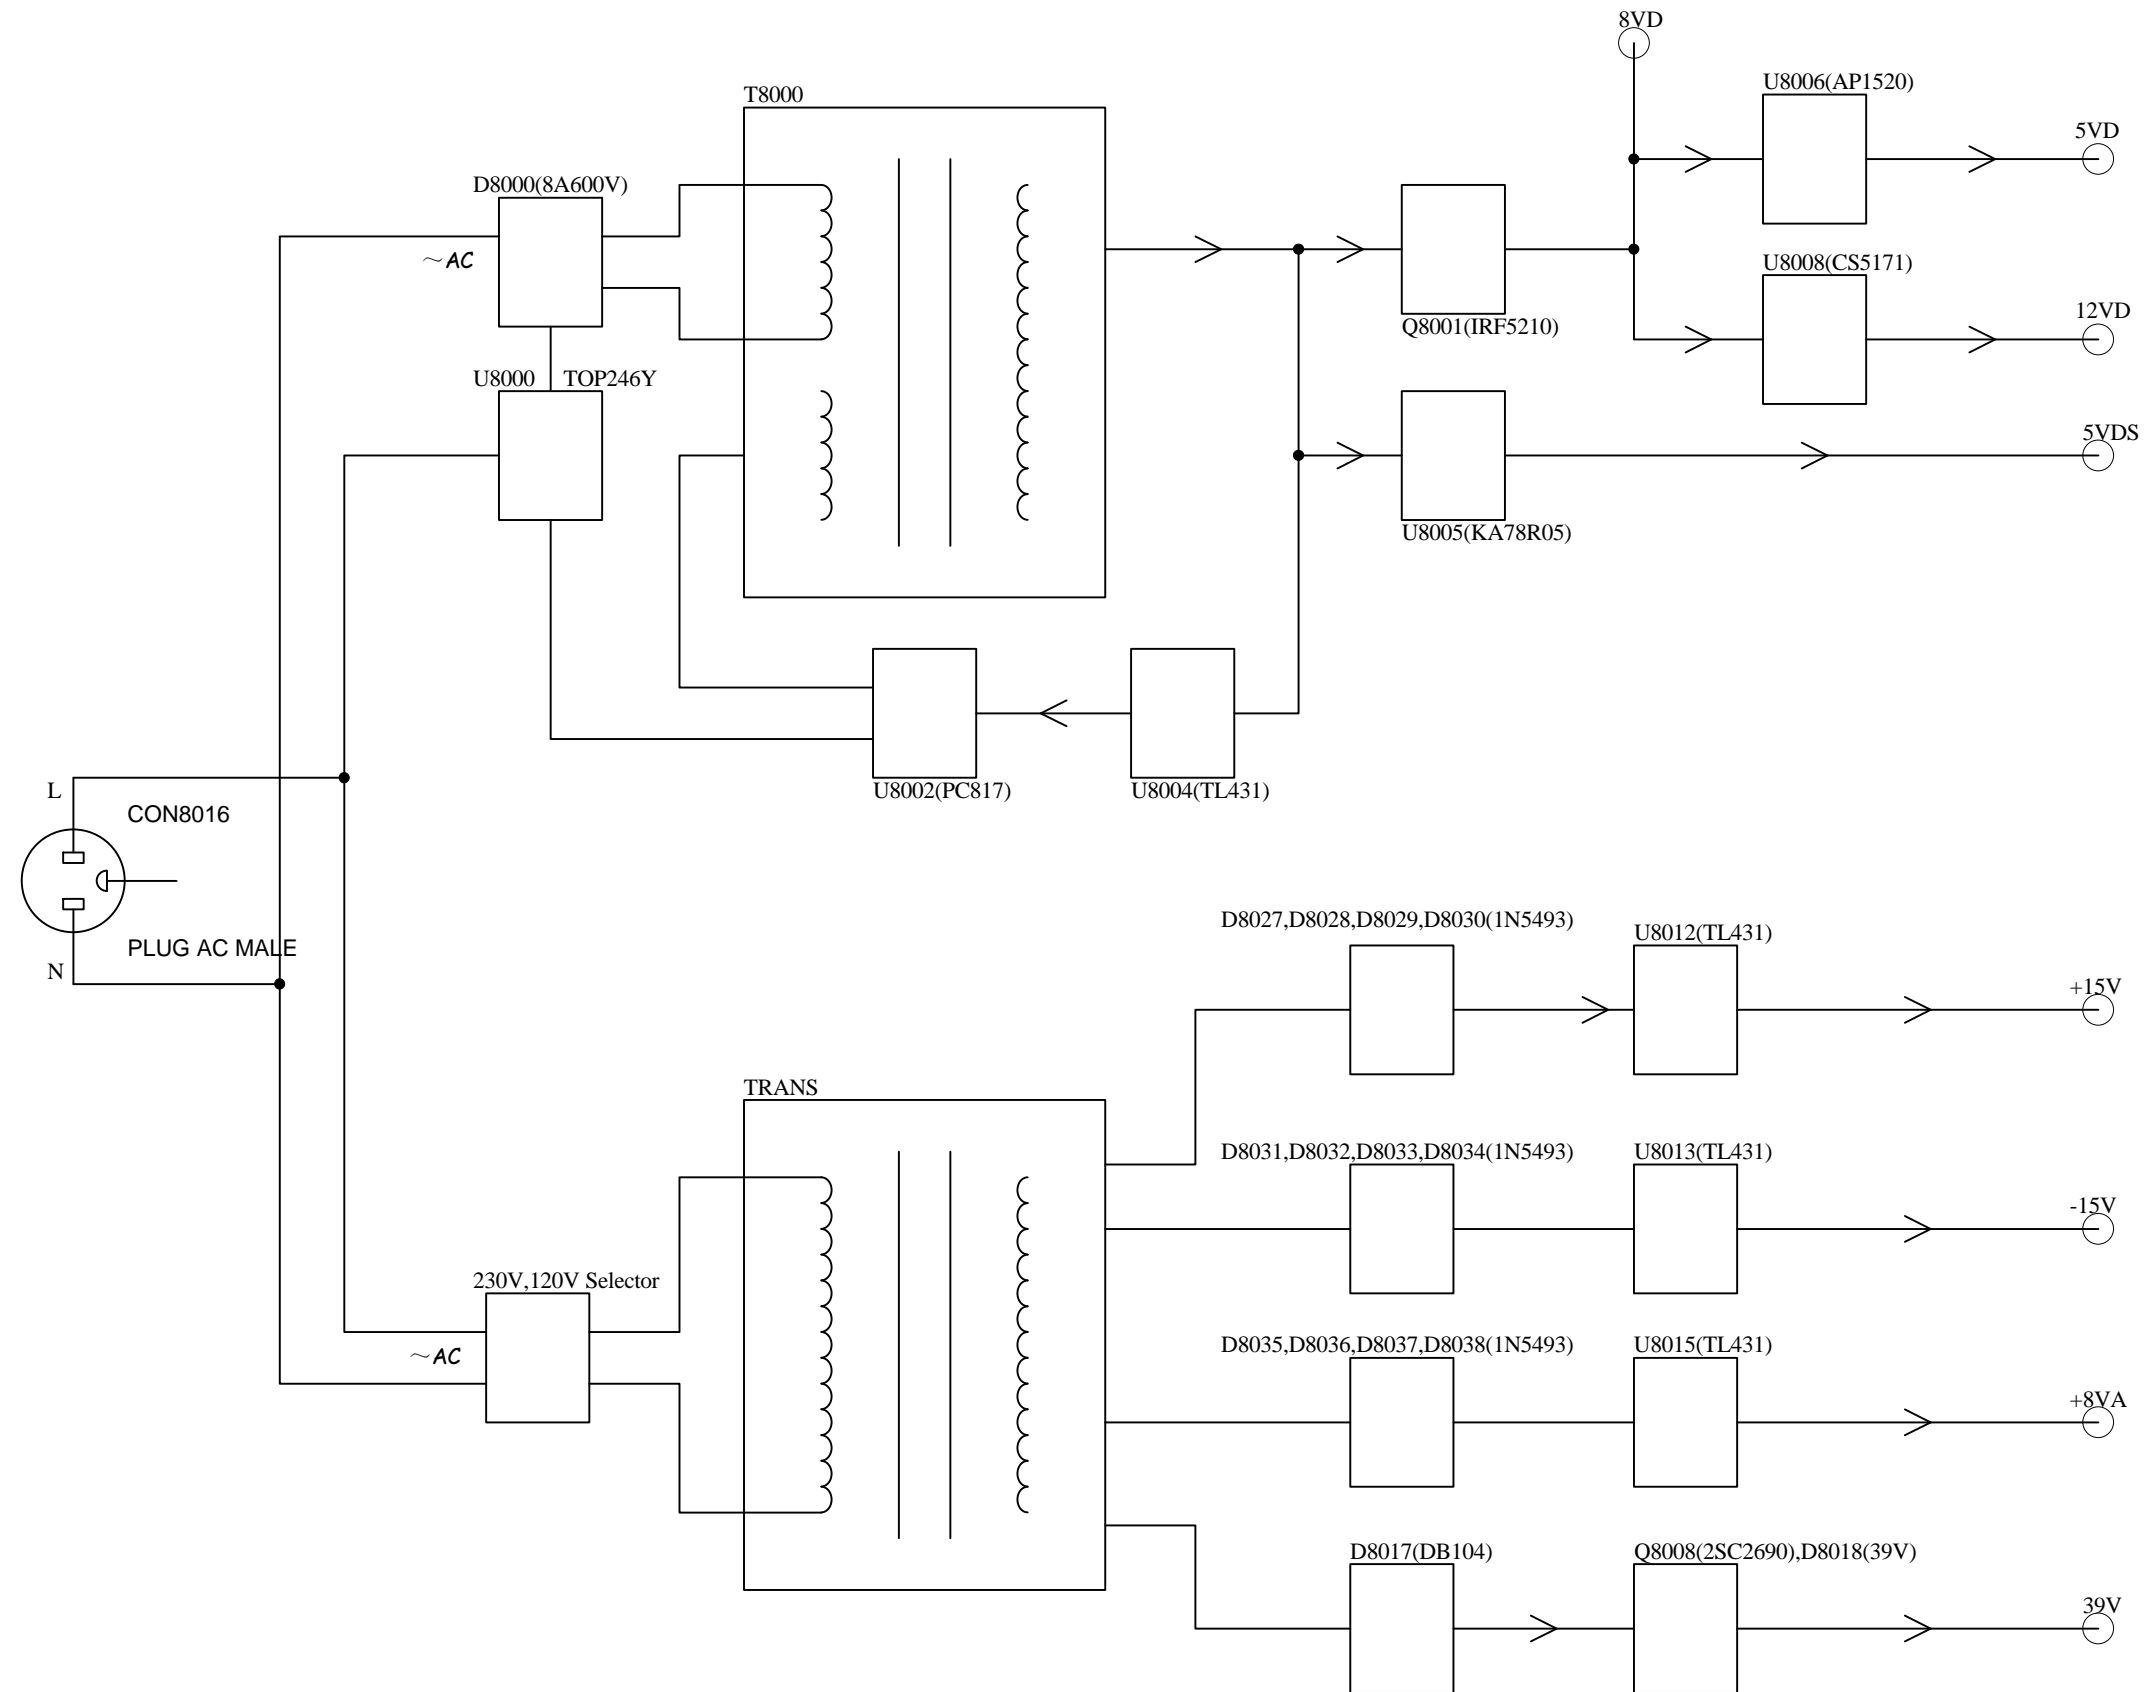 8VD
U8006(AP1520)
T8000
5VD
D8000(8A600V)
～AC
U8008(CS5171)
12VD
Q8001(IRF5210)
U8000
TOP246Y
5VDS
U8005(KA78R05)
L
U8002(PC817)
U8004(TL431)
CON8016
PLUG AC MALE
N
D8027,D8028,D8029,D8030(1N5493)
U8012(TL431)
+15V
TRANS
D8031,D8032,D8033,D8034(1N5493)
U8013(TL431)
-15V
230V,120V Selector
～AC
D8035,D8036,D8037,D8038(1N5493)
U8015(TL431)
+8VA
D8017(DB104)
Q8008(2SC2690),D8018(39V)
39V